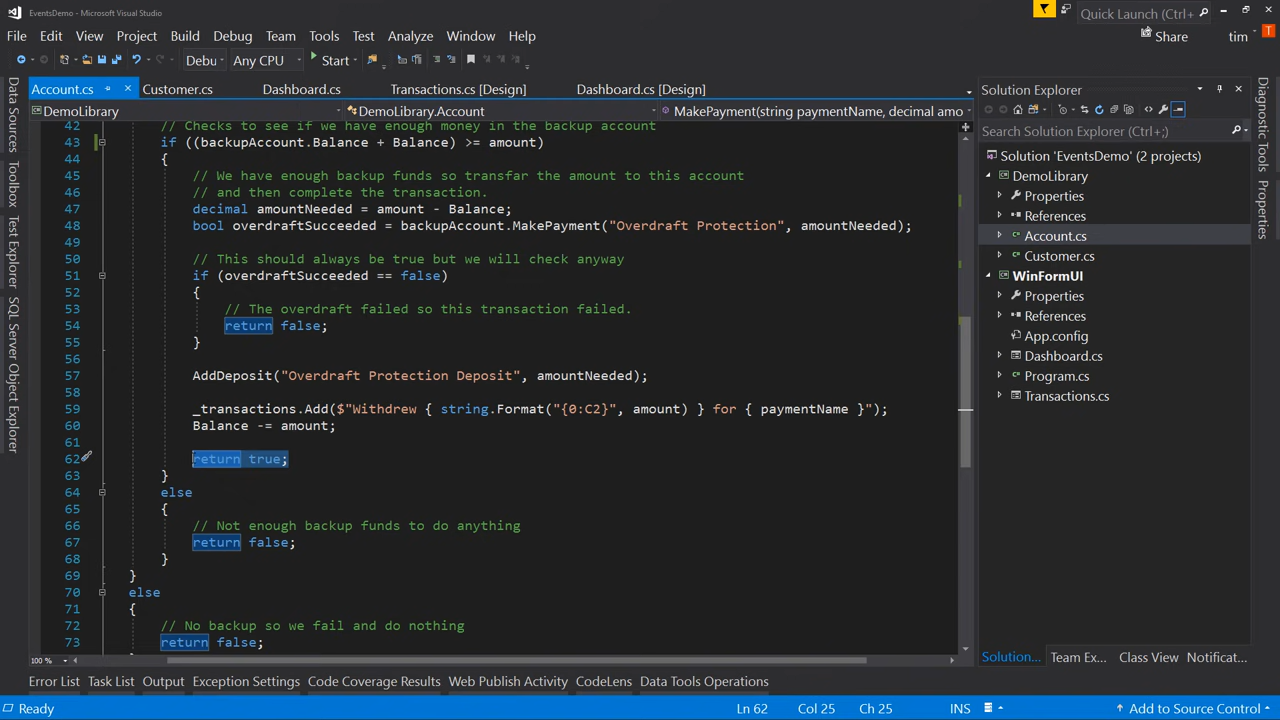 EventsDemo - Microsoft Visual Studio
Quick Launch (Ctrl+
File Edit View Project Build Debug Team Tools Test Analyze Window Help
Share tim T
Debu Any CPU Start
Account.cs Customer.cs Dashboard.cs Transactions.cs [Design] Dashboard.cs [Design]
DemoLibrary DemoLibrary.Account MakePayment(string paymentName, decimal amo
42 // Checks to see if we have enough money in the backup account
43 if ((backupAccount.Balance + Balance) >= amount)
44 {
45 // We have enough backup funds so transfar the amount to this account
46 // and then complete the transaction.
47 decimal amountNeeded = amount - Balance;
48 bool overdraftSucceeded = backupAccount.MakePayment("Overdraft Protection", amountNeeded);
49
50 // This should always be true but we will check anyway
51 if (overdraftSucceeded == false)
52 {
53 // The overdraft failed so this transaction failed.
54 return false;
55 }
56
57 AddDeposit("Overdraft Protection Deposit", amountNeeded);
58
59 _transactions.Add($"Withdrew { string.Format("{0:C2}", amount) } for { paymentName }");
60 Balance -= amount;
61
62 return true;
63 }
64 else
65 {
66 // Not enough backup funds to do anything
67 return false;
68 }
69 }
70 else
71 {
72 // No backup so we fail and do nothing
73 return false;
100 %
Data Sources
Toolbox
Test Explorer
SQL Server Object Explorer
Solution Explorer
Search Solution Explorer (Ctrl+;)
Solution 'EventsDemo' (2 projects)
DemoLibrary
Properties
References
Account.cs
Customer.cs
WinFormUI
Properties
References
App.config
Dashboard.cs
Program.cs
Transactions.cs
Solution... Team Ex... Class View Notificat...
Diagnostic Tools
Properties
Error List Task List Output Exception Settings Code Coverage Results Web Publish Activity CodeLens Data Tools Operations
Ready Ln 62 Col 25 Ch 25 INS Add to Source Control